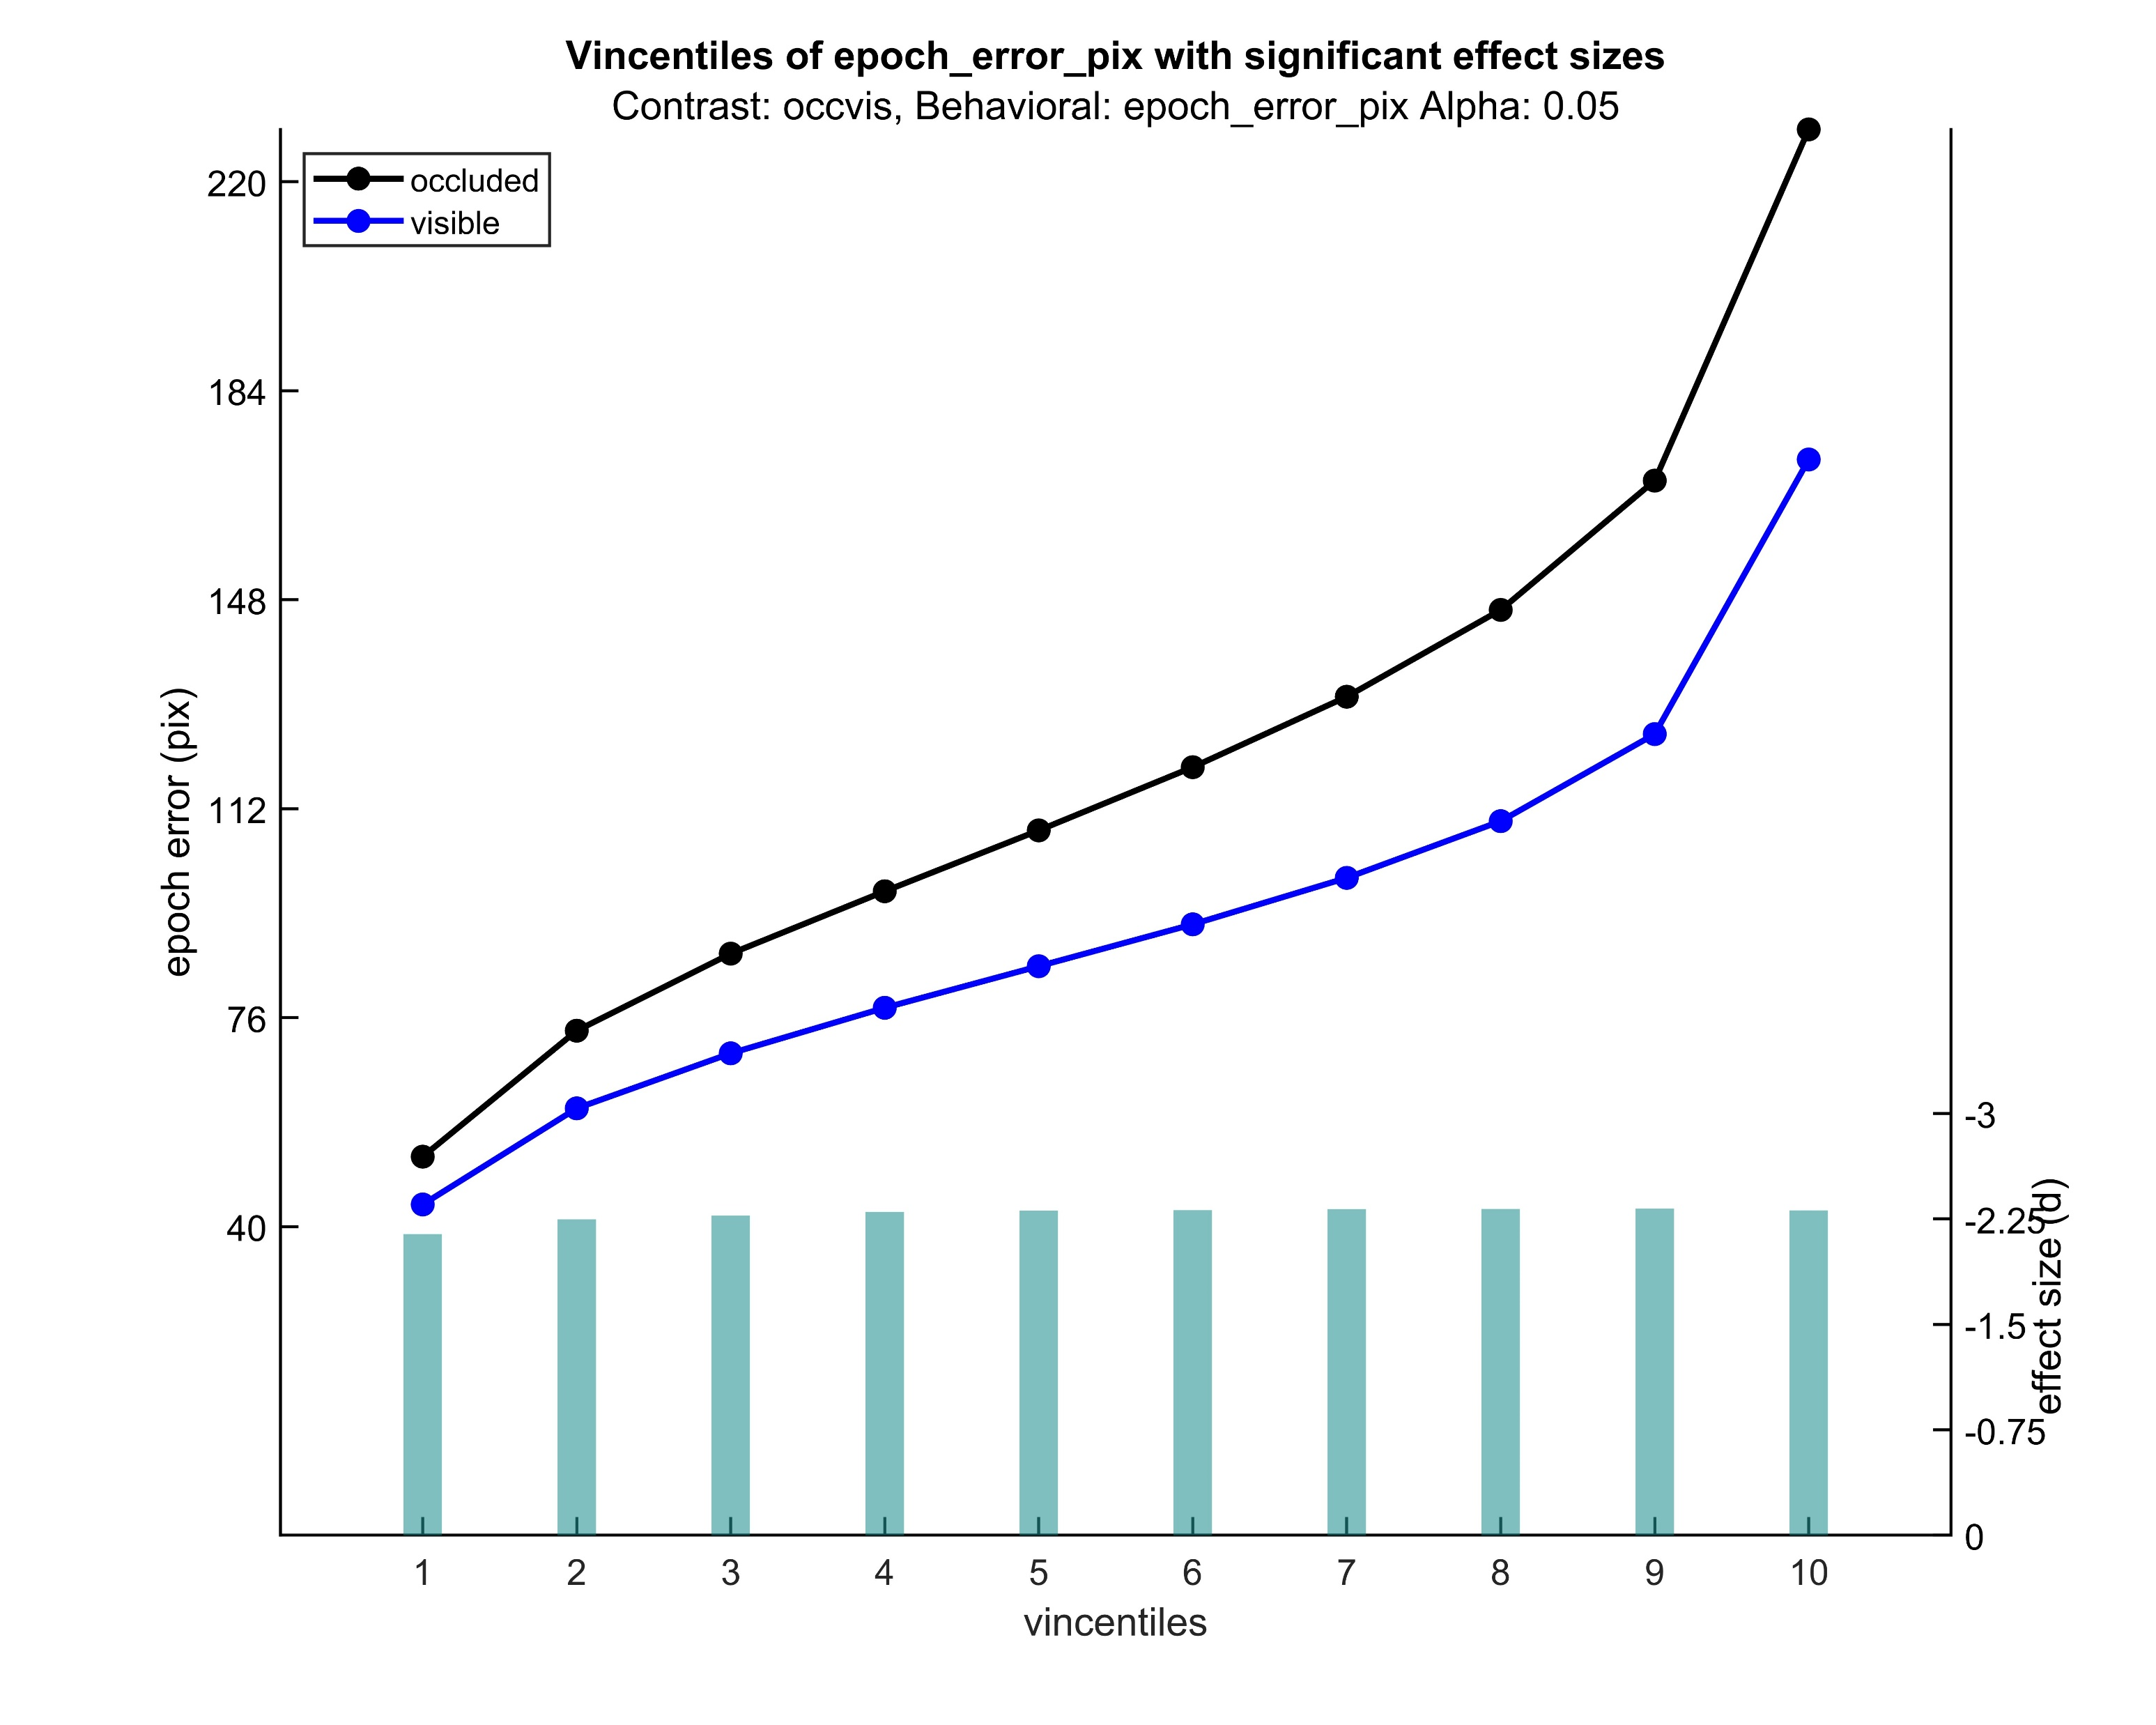 Vincentiles of epoch_error_pix with significant effect sizes
Contrast: occvis, Behavioral: epoch_error_pix Alpha: 0.05
occluded
visible
220
184
148
112
76
40
epoch error (pix)
-3
-2.25
-1.5
-0.75
0
effect size (d)
1 2 3 4 5 6 7 8 9 10
vincentiles